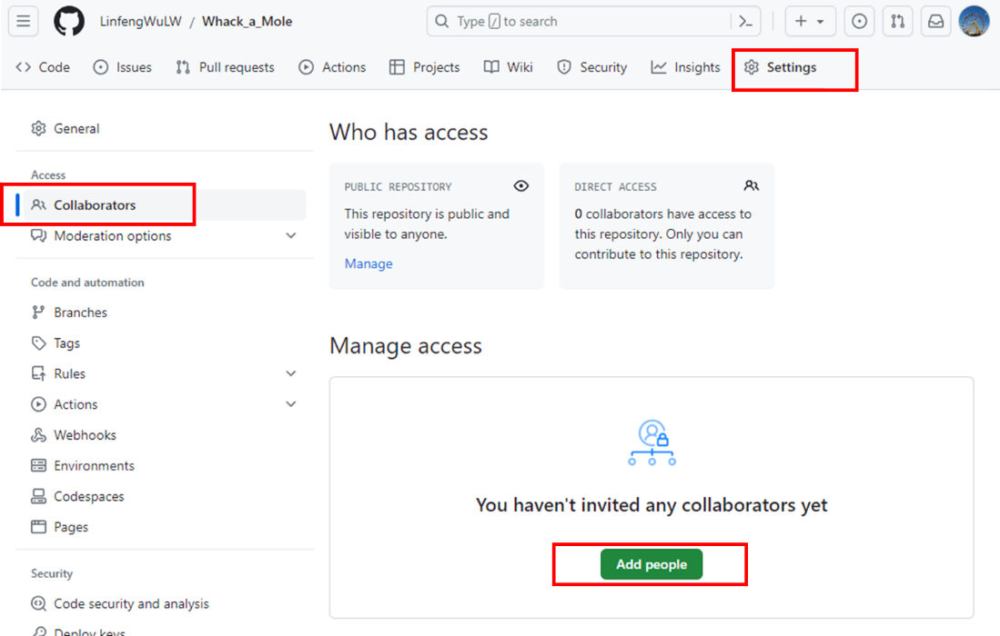 LinfengWuLW / Whack_a_Mole
Type / to search
Code Issues Pull requests Actions Projects Wiki Security Insights Settings
General
Access
Collaborators
Moderation options
Code and automation
Branches
Tags
Rules
Actions
Webhooks
Environments
Codespaces
Pages
Security
Code security and analysis
Deploy keys
Who has access
PUBLIC REPOSITORY
This repository is public and
visible to anyone.
Manage
DIRECT ACCESS
0 collaborators have access to
this repository. Only you can
contribute to this repository.
Manage access
You haven't invited any collaborators yet
Add people